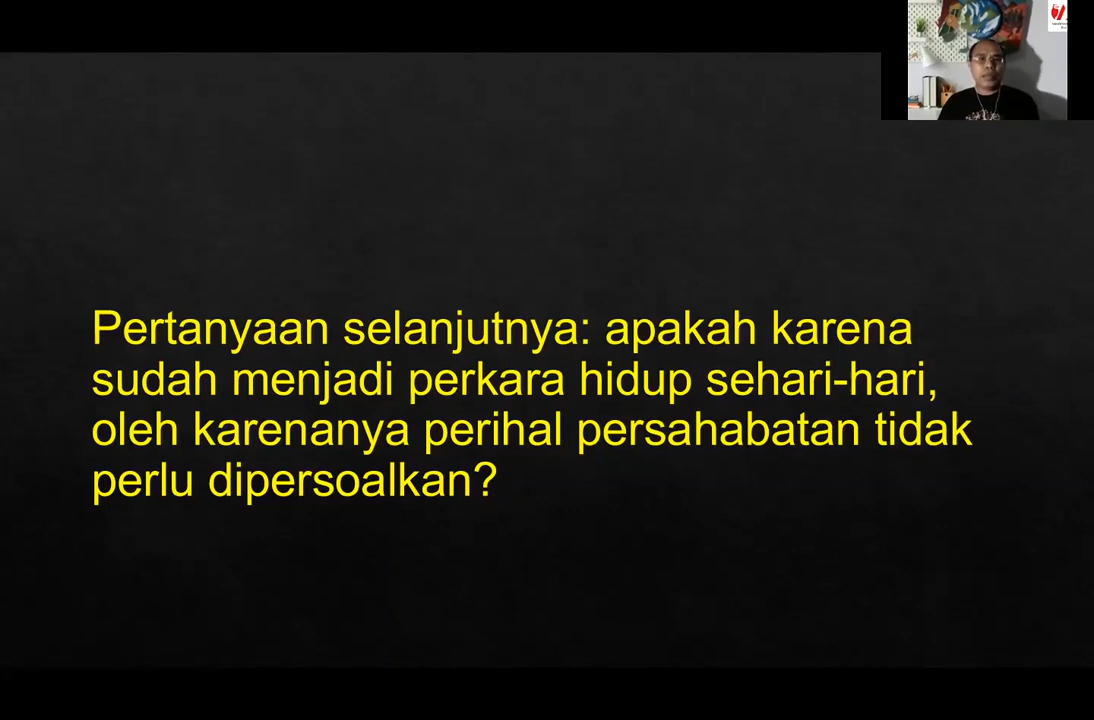 Pertanyaan selanjutnya: apakah karena
sudah menjadi perkara hidup sehari-hari,
oleh karenanya perihal persahabatan tidak
perlu dipersoalkan?